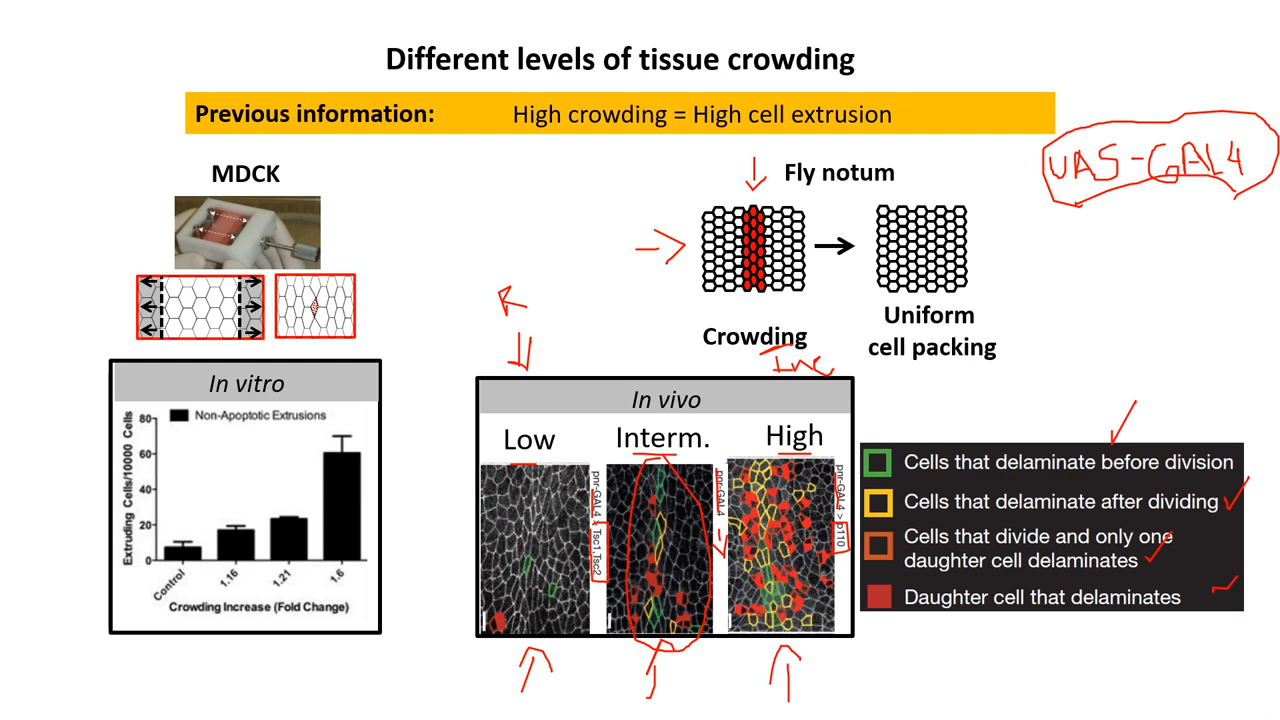 Different levels of tissue crowding
Previous information: High crowding = High cell extrusion
UAS-GAL4
MDCK
Fly notum
Crowding
Uniform
cell packing
Inc
In vitro
Non-Apoptotic Extrusions
Extruding Cells/10000 Cells
80
60
40
20
0
Control
1.16
1.21
1.6
Crowding Increase (Fold Change)
In vivo
Low
Interm.
High
pnr-GAL4 > Tsc1,Tsc2
pnr-GAL4
pnr-GAL4 > p110
Cells that delaminate before division
Cells that delaminate after dividing
Cells that divide and only one
daughter cell delaminates
Daughter cell that delaminates